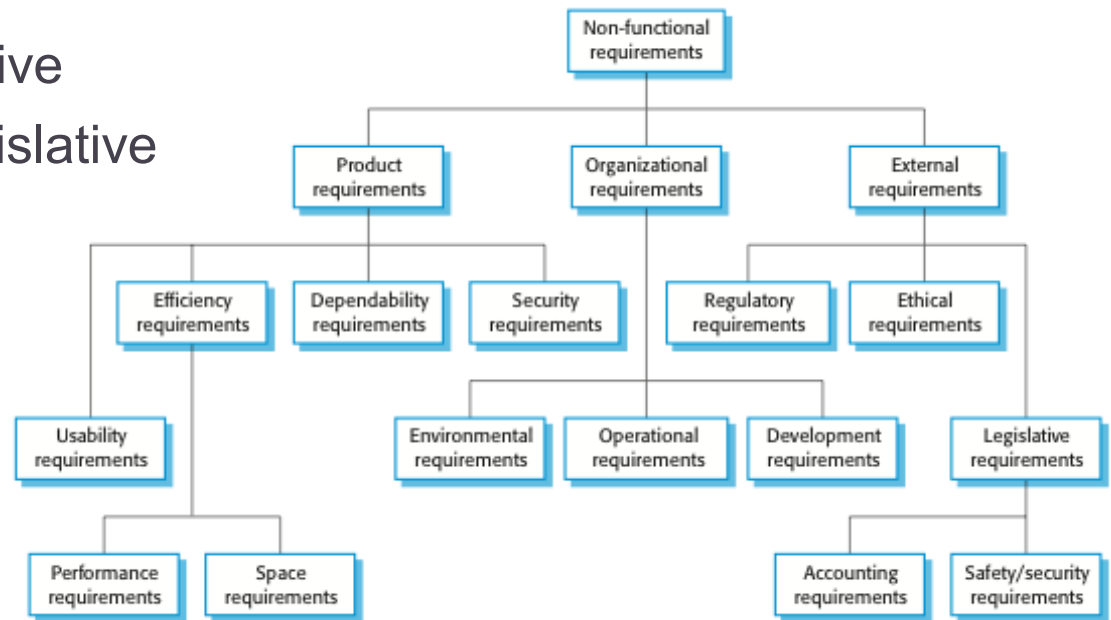 ive
islative
Non-functional
requirements
Product
requirements
Organizational
requirements
External
requirements
Efficiency
requirements
Dependability
requirements
Security
requirements
Regulatory
requirements
Ethical
requirements
Usability
requirements
Environmental
requirements
Operational
requirements
Development
requirements
Legislative
requirements
Performance
requirements
Space
requirements
Accounting
requirements
Safety/security
requirements